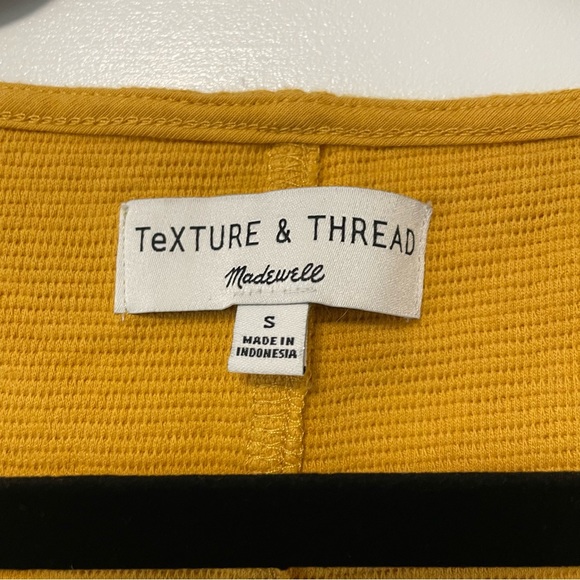 TeXTURE & THREAD
Madewell
S
MADE IN
INDONESIA